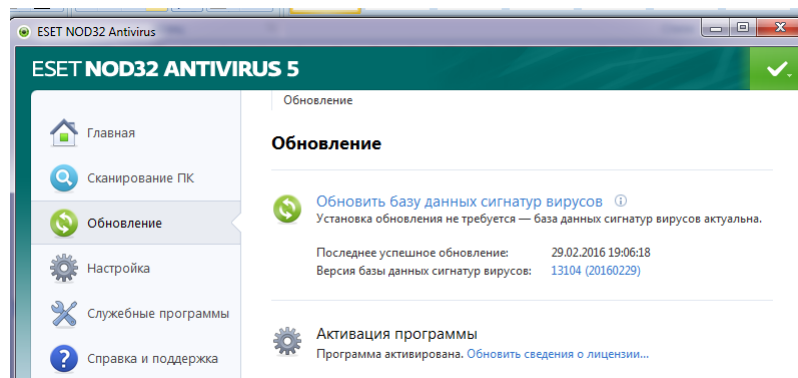 ESET NOD32 Antivirus
ESET NOD32 ANTIVIRUS 5
Обновление
Главная
Сканирование ПК
Обновление
Настройка
Служебные программы
Справка и поддержка
Обновление
Обновить базу данных сигнатур вирусов
Установка обновления не требуется — база данных сигнатур вирусов актуальна.
Последнее успешное обновление: 29.02.2016 19:06:18
Версия базы данных сигнатур вирусов: 13104 (20160229)
Активация программы
Программа активирована. Обновить сведения о лицензии...